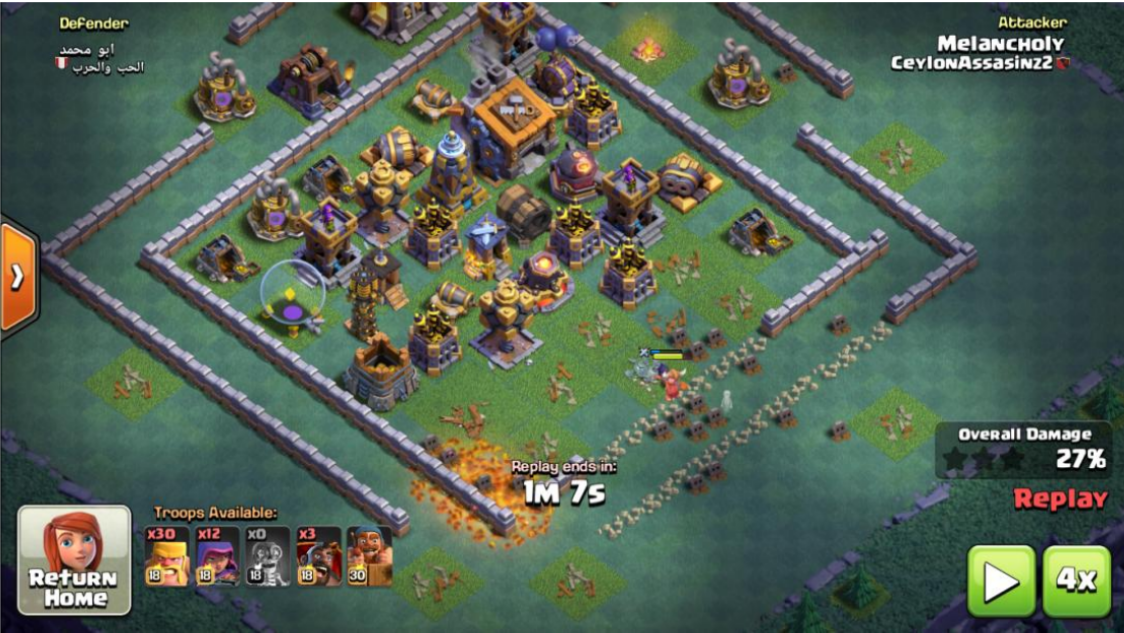 Defender
ابو محمد
الحب والحرب
Attacker
Melancholy
CeylonAssasinz2
Overall Damage
27%
Replay ends in:
1m 7s
Replay
Troops Available:
x30 x12 x0 x3
18 18 18 18 30
Return
Home
4x